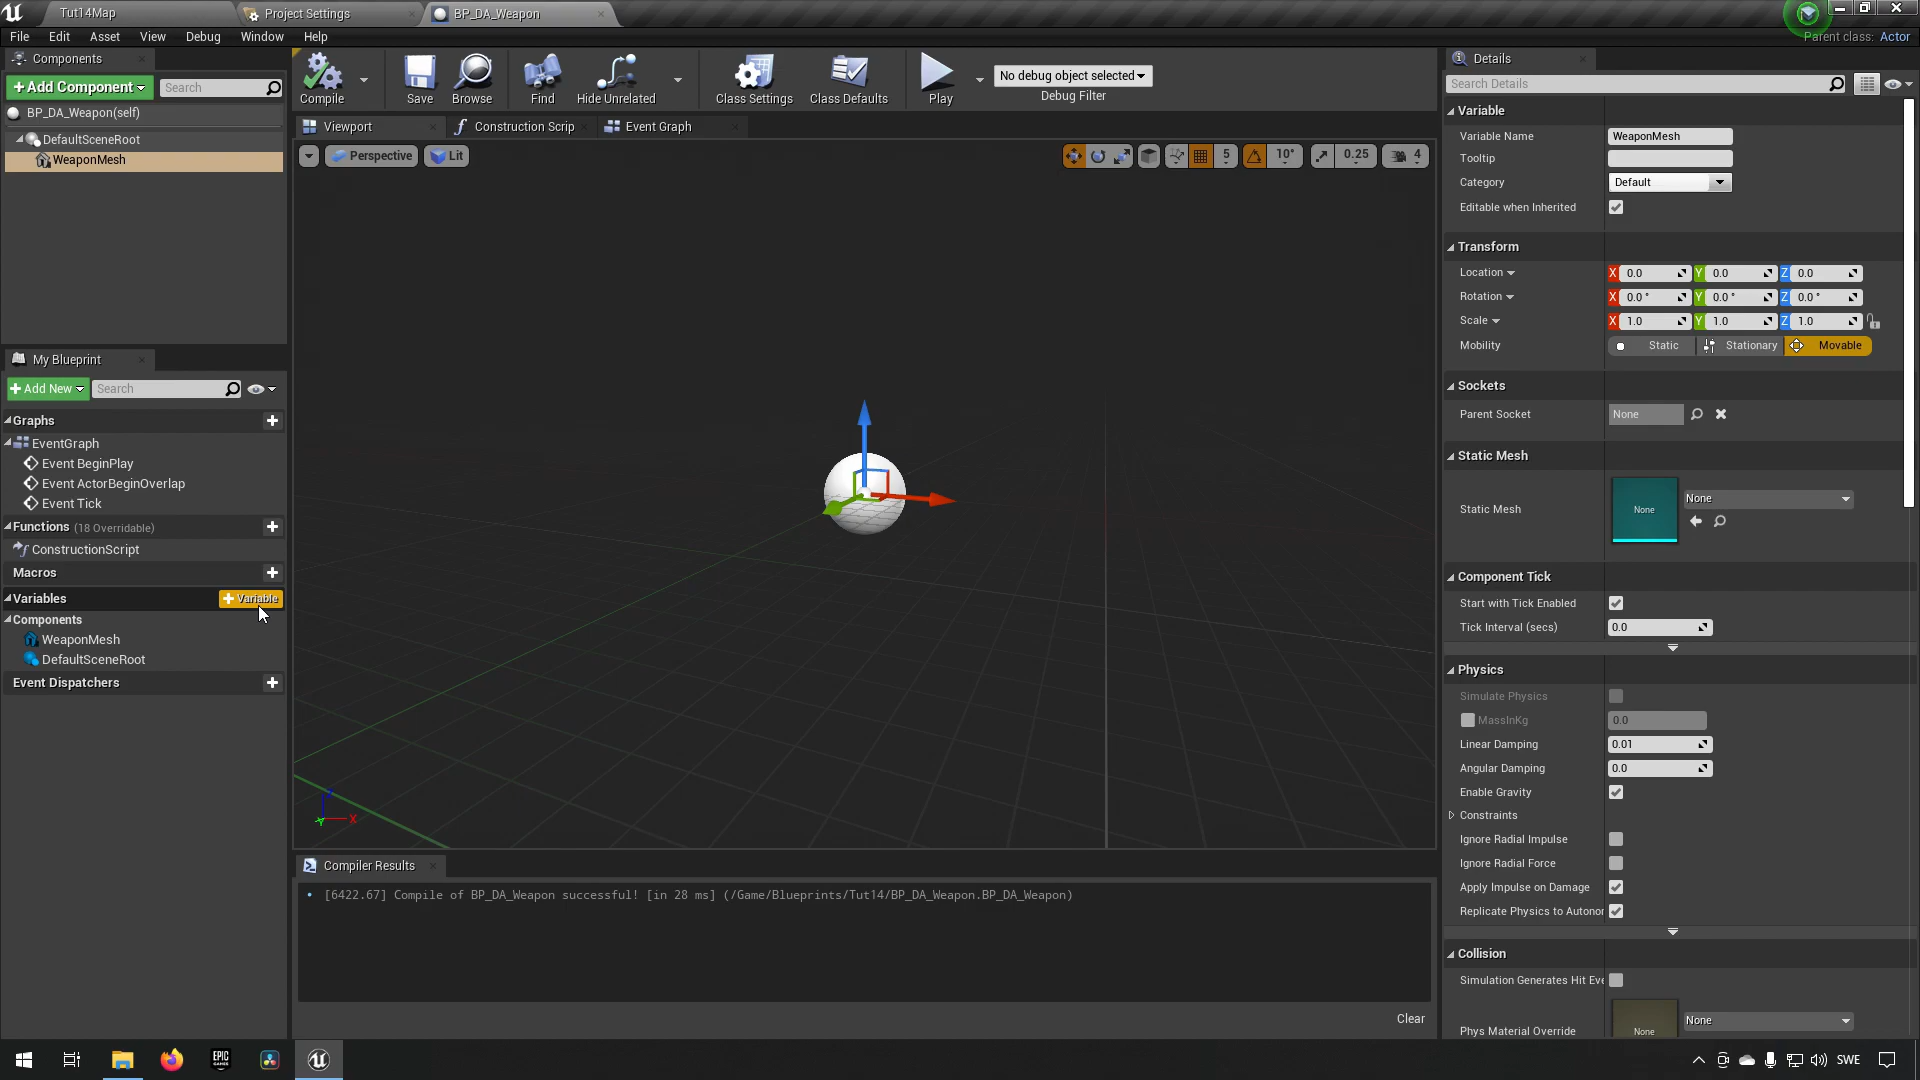 Tut14Map
Project Settings
BP_DA_Weapon
File Edit Asset View Debug Window Help
Parent class: Actor
Components
+Add Component
Search
BP_DA_Weapon(self)
DefaultSceneRoot
WeaponMesh
My Blueprint
+Add New
Search
Graphs
EventGraph
Event BeginPlay
Event ActorBeginOverlap
Event Tick
Functions (18 Overridable)
ConstructionScript
Macros
Variables
+ Variable
Components
WeaponMesh
DefaultSceneRoot
Event Dispatchers
Compile
Save
Browse
Find
Hide Unrelated
Class Settings
Class Defaults
Play
No debug object selected
Debug Filter
Viewport
Construction Scrip
Event Graph
Perspective
Lit
5
10°
0.25
4
X
Y
Compiler Results
[6422.67] Compile of BP_DA_Weapon successful! [in 28 ms] (/Game/Blueprints/Tut14/BP_DA_Weapon.BP_DA_Weapon)
Clear
Details
Search Details
Variable
Variable Name WeaponMesh
Tooltip
Category Default
Editable when Inherited
Transform
Location X 0.0 Y 0.0 Z 0.0
Rotation X 0.0° Y 0.0° Z 0.0°
Scale X 1.0 Y 1.0 Z 1.0
Mobility Static Stationary Movable
Sockets
Parent Socket None
Static Mesh
Static Mesh None None
Component Tick
Start with Tick Enabled
Tick Interval (secs) 0.0
Physics
Simulate Physics
MassInKg 0.0
Linear Damping 0.01
Angular Damping 0.0
Enable Gravity
Constraints
Ignore Radial Impulse
Ignore Radial Force
Apply Impulse on Damage
Replicate Physics to Autonor
Collision
Simulation Generates Hit Eve
Phys Material Override None None
EPIC GAMES
SWE